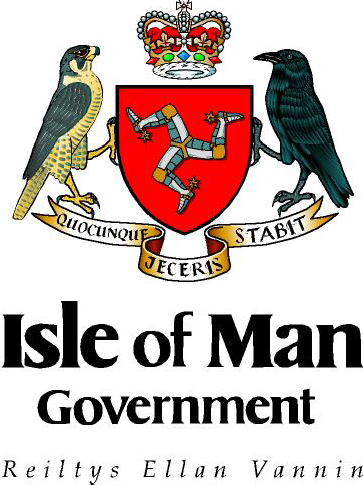 QUOCUNQUE JECERIS STABIT
Isle of Man
Government
Reiltys Ellan Vannin